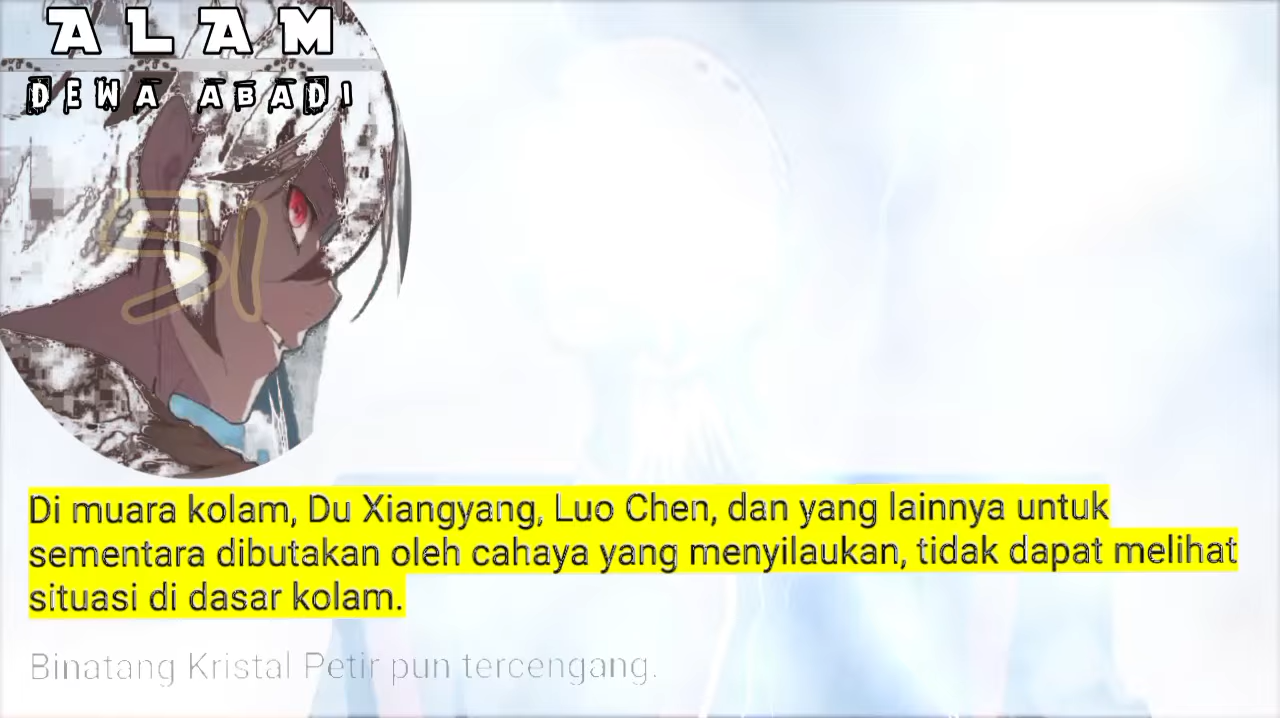 ALAM
DEWA ABADI
51
Di muara kolam, Du Xiangyang, Luo Chen, dan yang lainnya untuk
sementara dibutakan oleh cahaya yang menyilaukan, tidak dapat melihat
situasi di dasar kolam.
Binatang Kristal Petir pun tercengang.